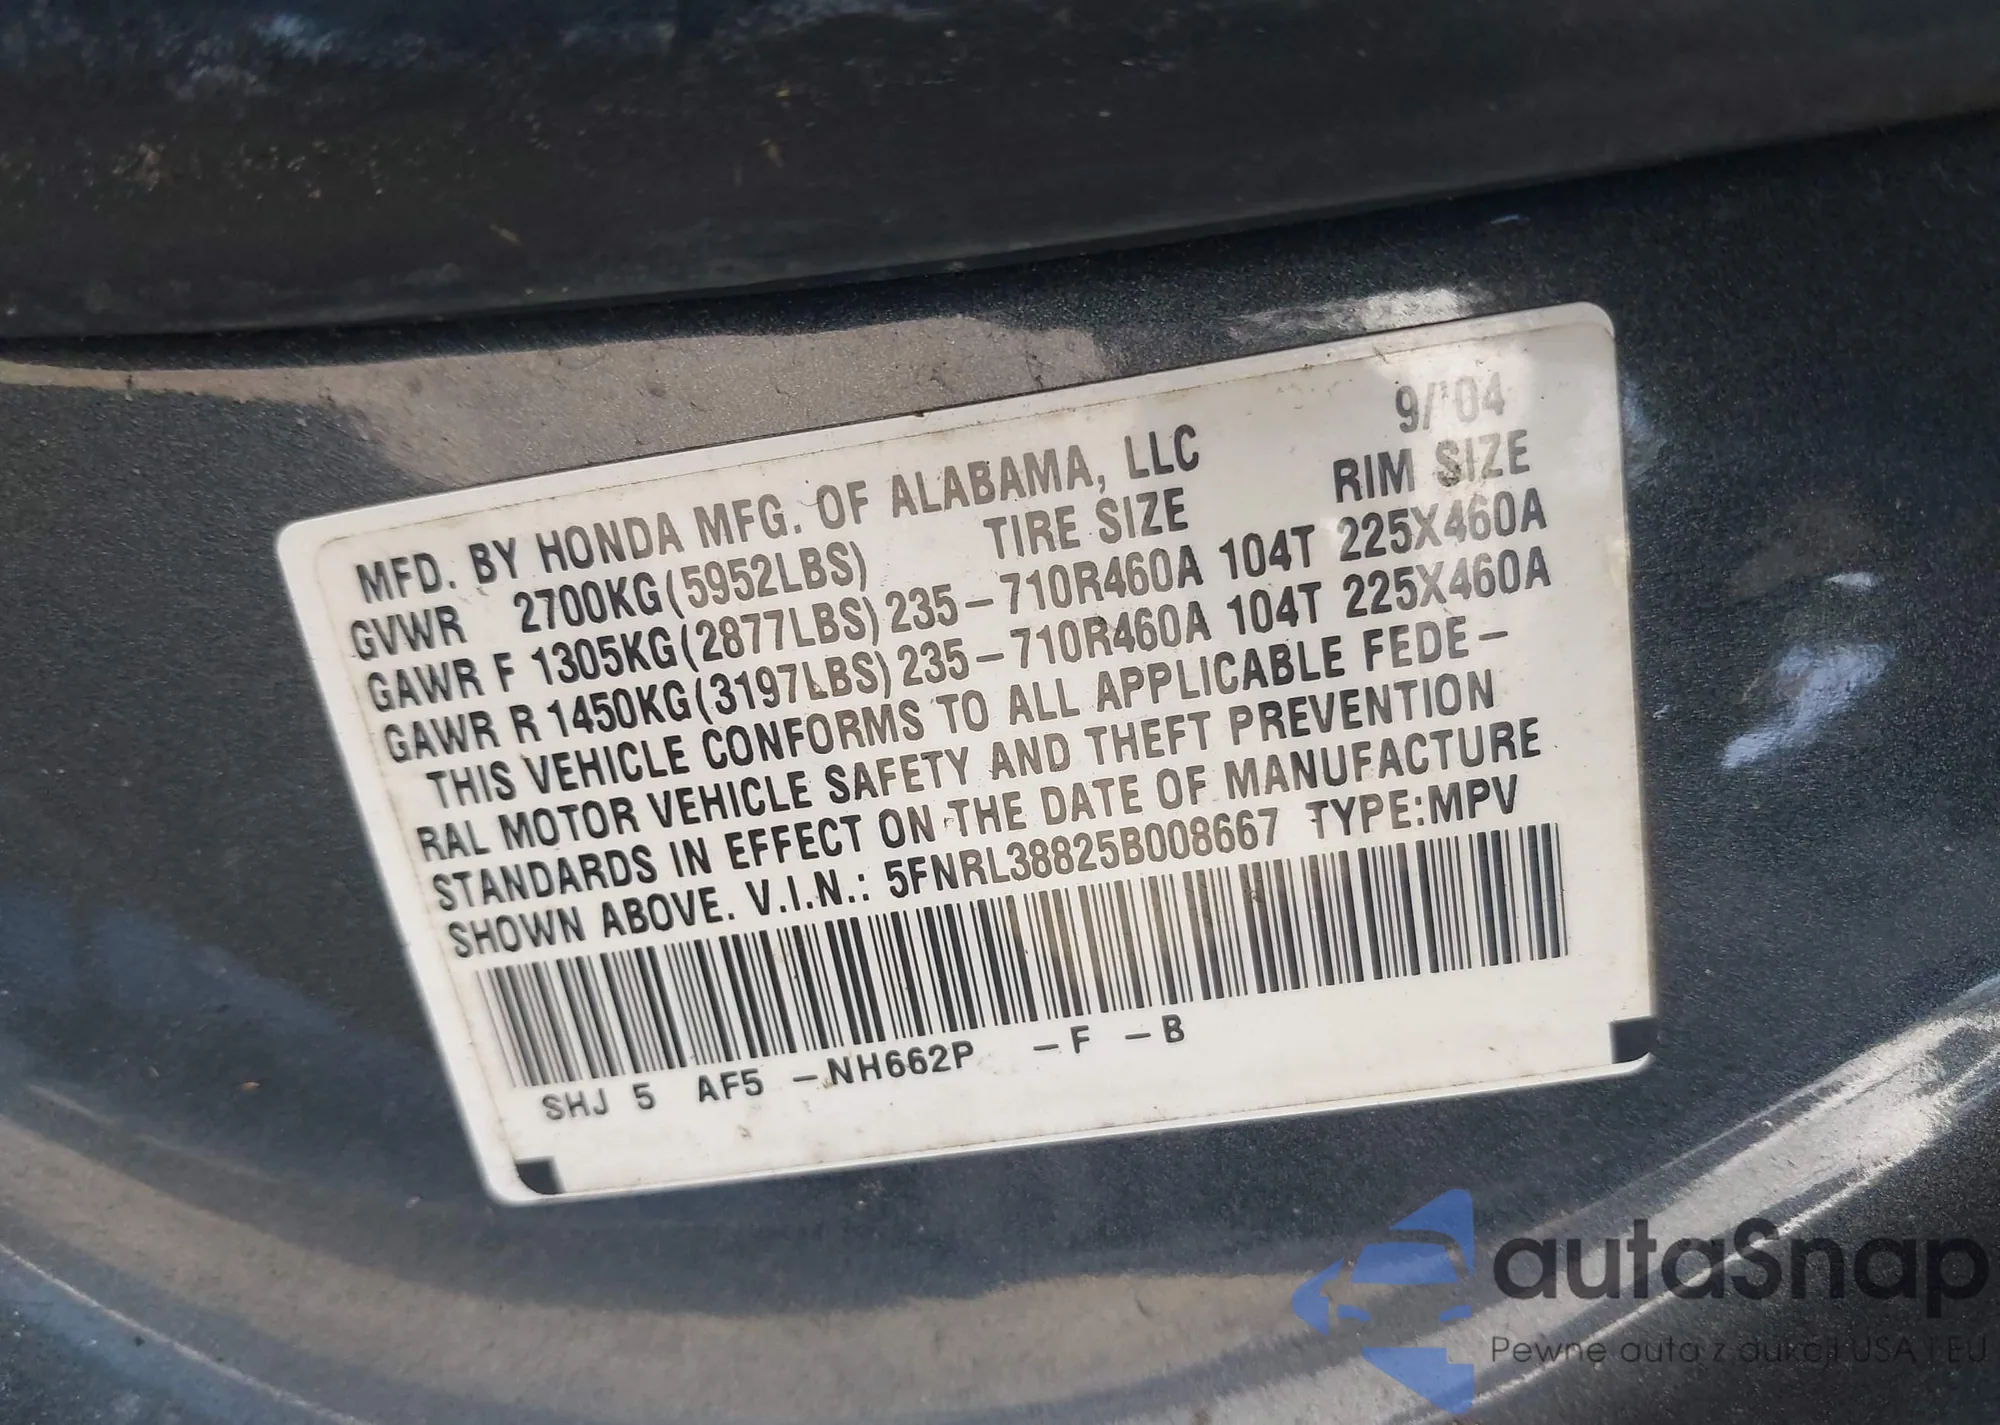 MFD. BY HONDA MFG. OF ALABAMA, LLC 9/'04
GVWR 2700KG(5952LBS) TIRE SIZE RIM SIZE
GAWR F 1305KG(2877LBS) 235-710R460A 104T 225X460A
GAWR R 1450KG(3197LBS) 235-710R460A 104T 225X460A
THIS VEHICLE CONFORMS TO ALL APPLICABLE FEDE-
RAL MOTOR VEHICLE SAFETY AND THEFT PREVENTION
STANDARDS IN EFFECT ON THE DATE OF MANUFACTURE
SHOWN ABOVE. V.I.N.: 5FNRL38825B008667 TYPE:MPV
SHJ 5 AF5 -NH662P -F -B
autaSnap
Pewne auta z aukcji USA i EU